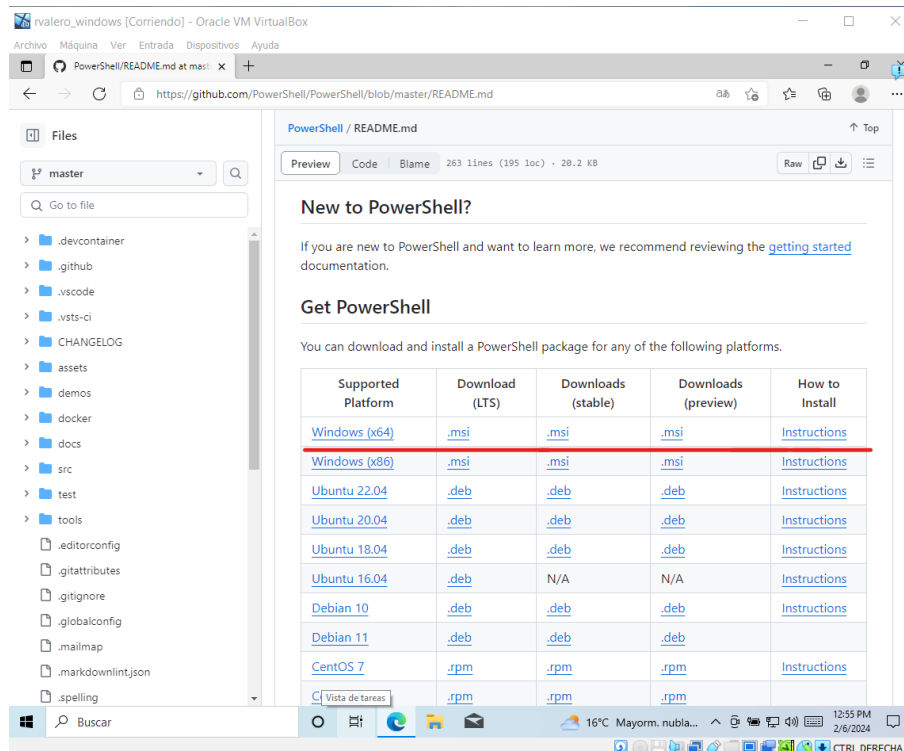 rvalero_windows [Corriendo] - Oracle VM VirtualBox
Archivo Máquina Ver Entrada Dispositivos Ayuda
PowerShell/README.md at mast
https://github.com/PowerShell/PowerShell/blob/master/README.md
Files
PowerShell / README.md
Top
master
Preview Code Blame 263 lines (195 loc) · 20.2 KB Raw
Go to file
.devcontainer
.github
.vscode
.vsts-ci
CHANGELOG
assets
demos
docker
docs
src
test
tools
.editorconfig
.gitattributes
.gitignore
.globalconfig
.mailmap
.markdownlint.json
.spelling
New to PowerShell?
If you are new to PowerShell and want to learn more, we recommend reviewing the getting started
documentation.
Get PowerShell
You can download and install a PowerShell package for any of the following platforms.
Supported Platform Download (LTS) Downloads (stable) Downloads (preview) How to Install
Windows (x64) .msi .msi .msi Instructions
Windows (x86) .msi .msi .msi Instructions
Ubuntu 22.04 .deb .deb .deb Instructions
Ubuntu 20.04 .deb .deb .deb Instructions
Ubuntu 18.04 .deb .deb .deb Instructions
Ubuntu 16.04 .deb N/A N/A Instructions
Debian 10 .deb .deb .deb Instructions
Debian 11 .deb .deb .deb
CentOS 7 .rpm .rpm .rpm Instructions
.rpm .rpm .rpm
Vista de tareas
Buscar
16°C Mayorm. nubla...
12:55 PM
2/6/2024
CTRL DERECHA